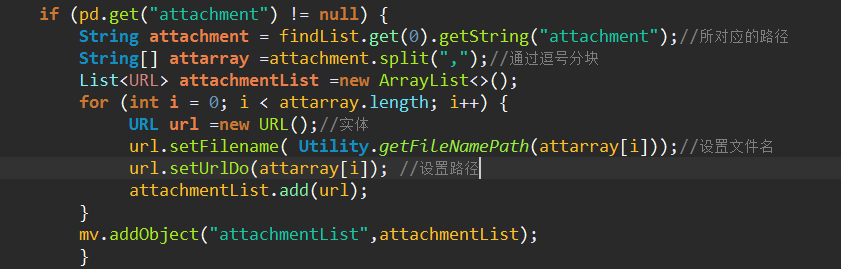 if (pd.get("attachment") != null) {
String attachment = findList.get(0).getString("attachment");//所对应的路径
String[] attarray =attachment.split(",");//通过逗号分块
List<URL> attachmentList =new ArrayList<>();
for (int i = 0; i < attarray.length; i++) {
URL url =new URL();//实体
url.setFilename( Utility.getFileNamePath(attarray[i]));//设置文件名
url.setUrlDo(attarray[i]); //设置路径
attachmentList.add(url);
}
mv.addObject("attachmentList",attachmentList);
}